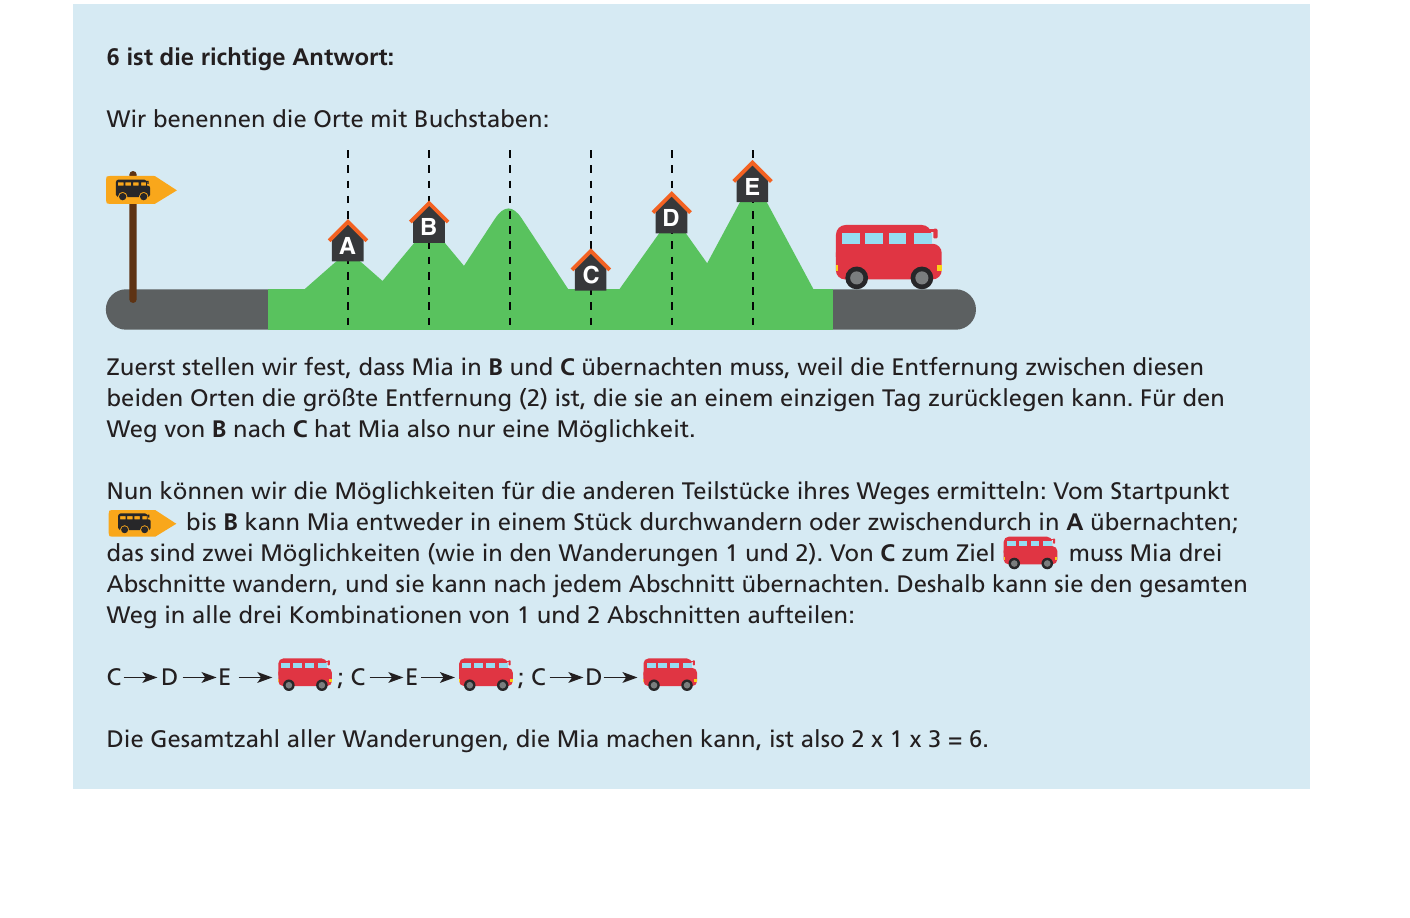 6 ist die richtige Antwort:
Wir benennen die Orte mit Buchstaben:
A B C D E
Zuerst stellen wir fest, dass Mia in B und C übernachten muss, weil die Entfernung zwischen diesen
beiden Orten die größte Entfernung (2) ist, die sie an einem einzigen Tag zurücklegen kann. Für den
Weg von B nach C hat Mia also nur eine Möglichkeit.
Nun können wir die Möglichkeiten für die anderen Teilstücke ihres Weges ermitteln: Vom Startpunkt
bis B kann Mia entweder in einem Stück durchwandern oder zwischendurch in A übernachten;
das sind zwei Möglichkeiten (wie in den Wanderungen 1 und 2). Von C zum Ziel muss Mia drei
Abschnitte wandern, und sie kann nach jedem Abschnitt übernachten. Deshalb kann sie den gesamten
Weg in alle drei Kombinationen von 1 und 2 Abschnitten aufteilen:
C → D → E → ; C → E → ; C → D →
Die Gesamtzahl aller Wanderungen, die Mia machen kann, ist also 2 x 1 x 3 = 6.